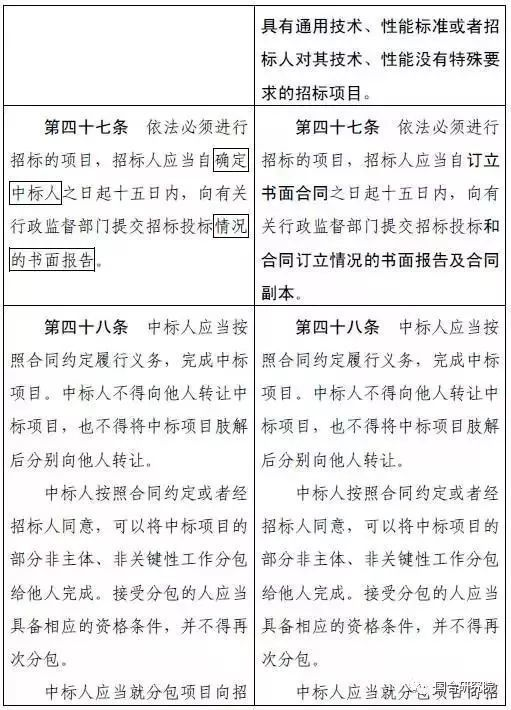 具有通用技术、性能标准或者招
标人对其技术、性能没有特殊要
求的招标项目。
第四十七条 依法必须进行
招标的项目，招标人应当自确定
中标人之日起十五日内，向有关
行政监督部门提交招标投标情况
的书面报告。
第四十七条 依法必须进行
招标的项目，招标人应当自订立
书面合同之日起十五日内，向有
关行政监督部门提交招标投标和
合同订立情况的书面报告及合同
副本。
第四十八条 中标人应当按
照合同约定履行义务，完成中标
项目。中标人不得向他人转让中
标项目，也不得将中标项目肢解
后分别向他人转让。
中标人按照合同约定或者经
招标人同意，可以将中标项目的
部分非主体、非关键性工作分包
给他人完成。接受分包的人应当
具备相应的资格条件，并不得再
次分包。
中标人应当就分包项目向招
第四十八条 中标人应当按
照合同约定履行义务，完成中标
项目。中标人不得向他人转让中
标项目，也不得将中标项目肢解
后分别向他人转让。
中标人按照合同约定或者经
招标人同意，可以将中标项目的
部分非主体、非关键性工作分包
给他人完成。接受分包的人应当
具备相应的资格条件，并不得再
次分包。
中标人应当就分包项目向招